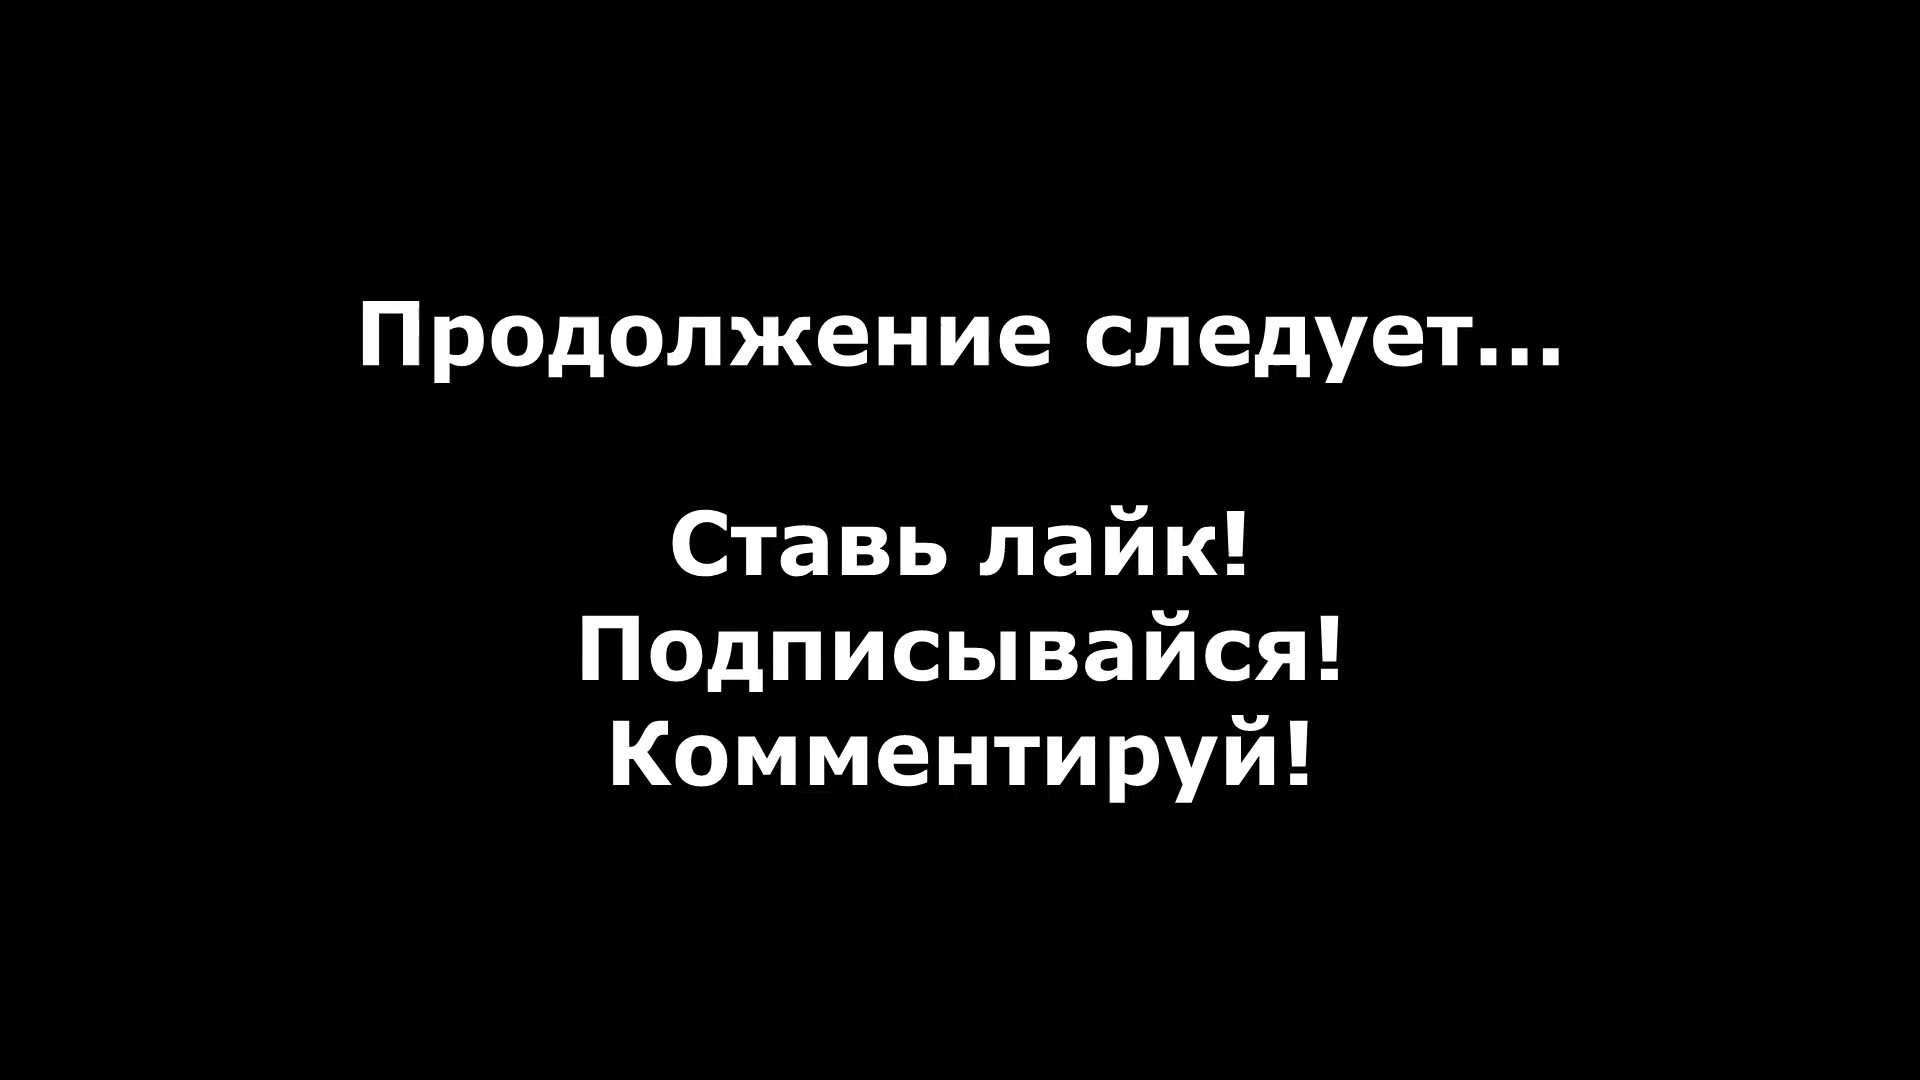 Продолжение следует...
Ставь лайк!
Подписывайся!
Комментируй!